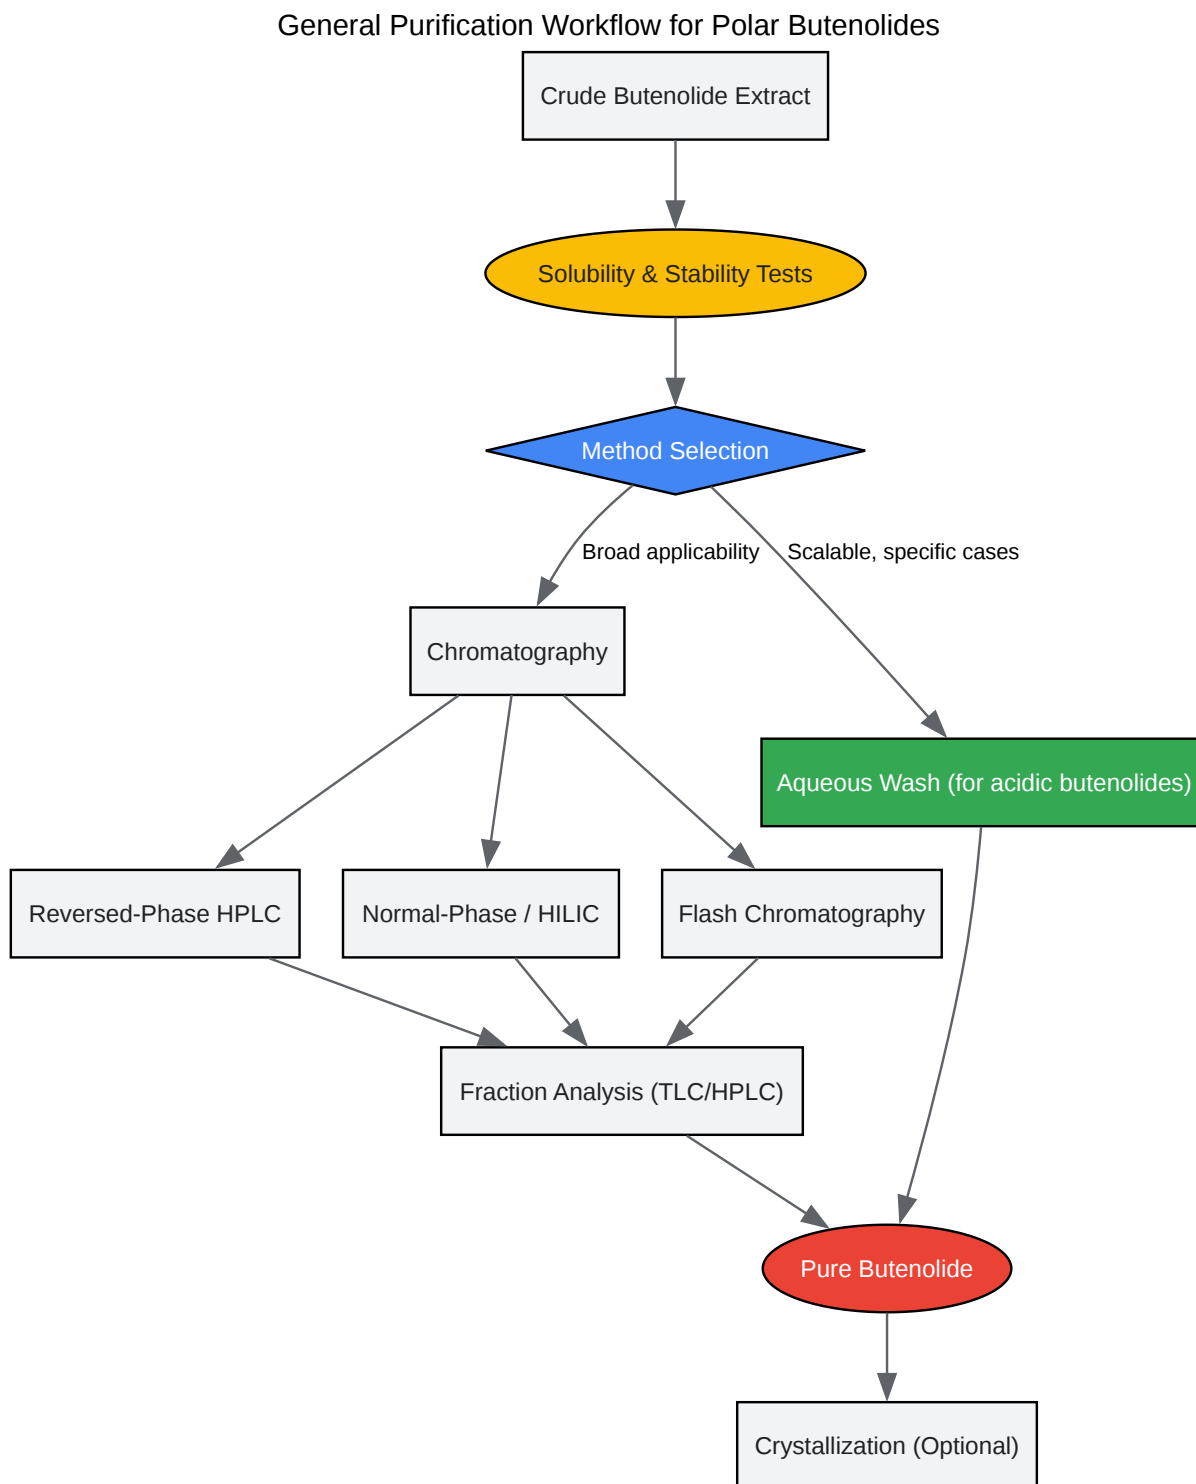 General Purification Workflow for Polar Butenolides
Crude Butenolide Extract
Solubility & Stability Tests
Method Selection
Broad applicability
Scalable, specific cases
Chromatography
Aqueous Wash (for acidic butenolides)
Reversed-Phase HPLC
Normal-Phase / HILIC
Flash Chromatography
Fraction Analysis (TLC/HPLC)
Pure Butenolide
Crystallization (Optional)